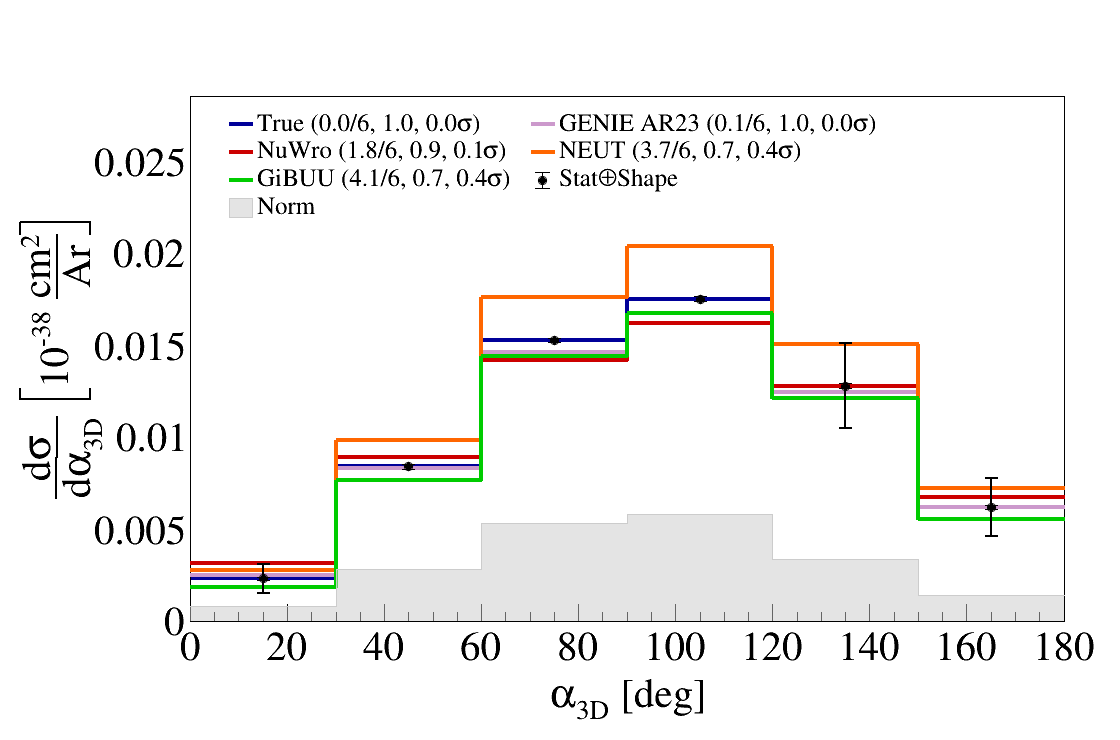 True (0.0/6, 1.0, 0.0σ)
GENIE AR23 (0.1/6, 1.0, 0.0σ)
NuWro (1.8/6, 0.9, 0.1σ)
NEUT (3.7/6, 0.7, 0.4σ)
GiBUU (4.1/6, 0.7, 0.4σ)
Stat⊕Shape
Norm
dσ/dα3D [10-38 cm2/Ar]
0.025
0.02
0.015
0.01
0.005
0
0 20 40 60 80 100 120 140 160 180
α3D [deg]